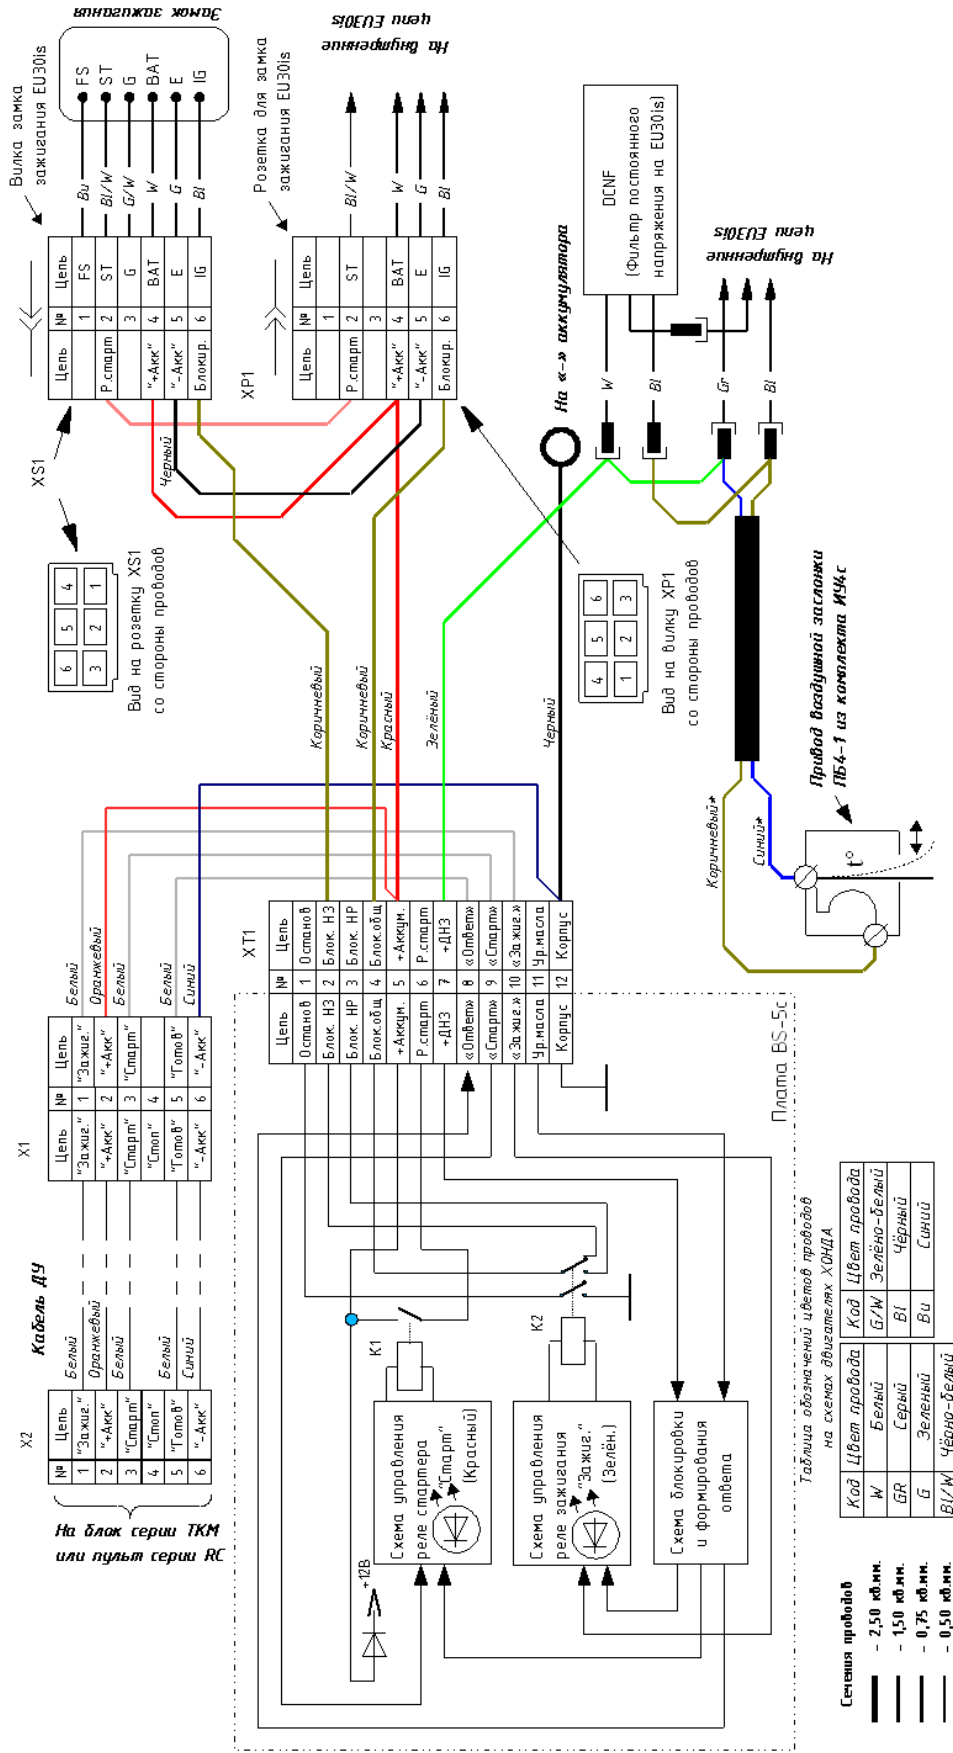 Замок зажигания
Вилка замка
зажигания EU30is
FS
ST
G
BAT
E
IG
Bu
Bl/W
G/W
W
G
Bl
Цепь
№
Цепь
1
FS
Р.старт
2
ST
3
G
"+Акк"
4
BAT
"-Акк"
5
E
Блокир.
6
IG
XS1
4
5
6
1
2
3
Вид на розетку XS1
со стороны проводов
На внутренние
цепи EU30is
Розетка для замка
зажигания EU30is
Bl/W
W
G
Bl
Цепь
№
Цепь
1
Р.старт
2
ST
3
"+Акк"
4
BAT
"-Акк"
5
E
Блокир.
6
IG
XP1
6
5
4
3
2
1
Вид на вилку XP1
со стороны проводов
Черный
Коричневый
Коричневый
Красный
Зелёный
Черный
На «-» аккумулятора
DCNF
(Фильтр постоянного
напряжения на EU30is)
W
Bl
Gr
Bl
На внутренние
цепи EU30is
Привод воздушной заслонки
ПБ4-1 из комплекта ИУ4с
Коричневый*
Синий*
t°
X1
Цепь
№
Цепь
"Зажиг."
1
"Зажиг."
"+Акк"
2
"+Акк"
"Старт"
3
"Старт"
"Стоп"
4
"Готов"
5
"Готов"
"-Акк"
6
"-Акк"
Белый
Оранжевый
Белый
Белый
Синий
Кабель ДУ
Белый
Оранжевый
Белый
Белый
Синий
X2
№
Цепь
1
"Зажиг."
2
"+Акк"
3
"Старт"
4
"Стоп"
5
"Готов"
6
"-Акк"
На блок серии ТКМ
или пульт серии RC
XT1
Цепь
№
Цепь
Останов
1
Останов
Блок. НЗ
2
Блок. НЗ
Блок. НР
3
Блок. НР
Блок.общ
4
Блок.общ
+Аккум.
5
+Аккум.
Р.старт
6
Р.старт
+ДНЗ
7
+ДНЗ
«Ответ»
8
«Ответ»
«Старт»
9
«Старт»
«Зажиг.»
10
«Зажиг.»
Ур.масла
11
Ур.масла
Корпус
12
Корпус
Плата BS-5c
K1
K2
+12В
Схема управления
реле стартера
"Старт"
(Красный)
Схема управления
реле зажигания
"Зажиг."
(Зелён.)
Схема блокировки
и формирования
ответа
Таблица обозначений цветов проводов
на схемах двигателях ХОНДА
Код
Цвет провода
Код
Цвет провода
W
Белый
G/W
Зелёно-белый
GR
Серый
Bl
Чёрный
G
Зеленый
Bu
Синий
Bl/W
Чёрно-белый
Сечения проводов
- 2,50 кв.мм.
- 1,50 кв.мм.
- 0,75 кв.мм.
- 0,50 кв.мм.